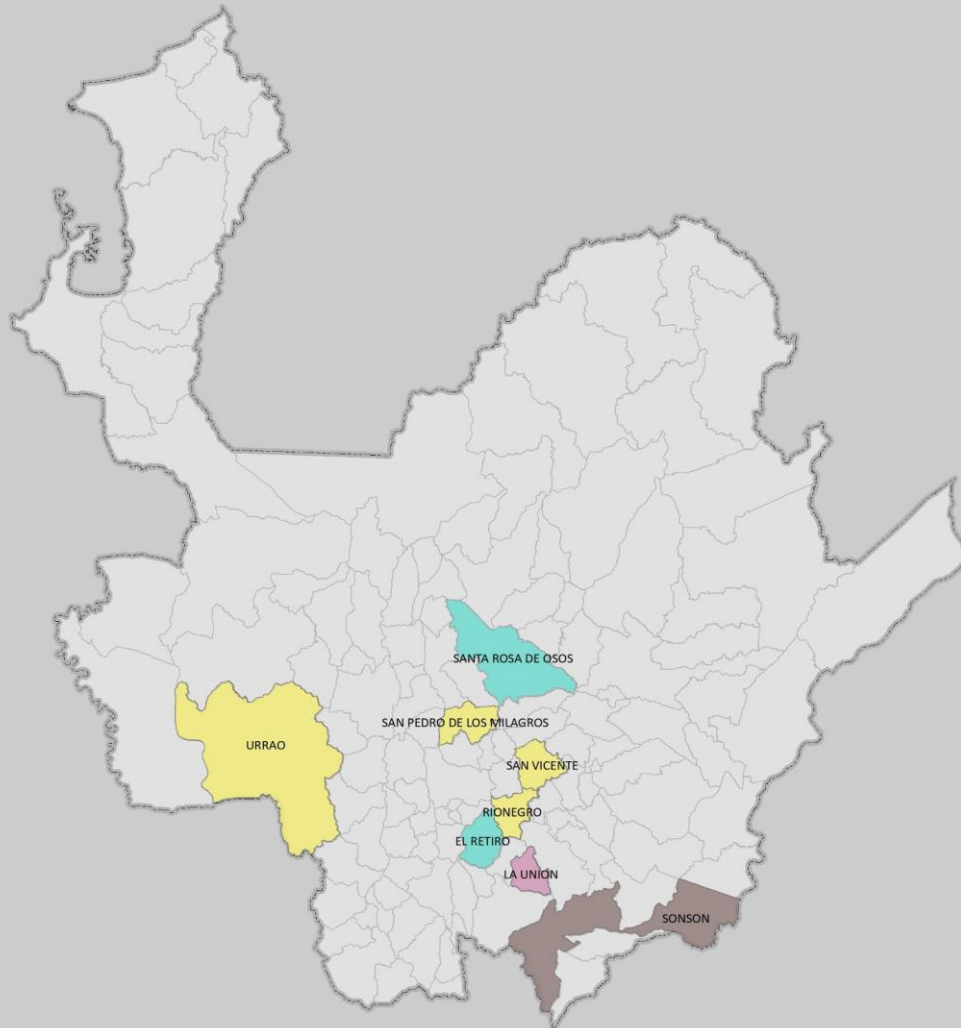 SANTA ROSA DE OSOS
SAN PEDRO DE LOS MILAGROS
URRAO
SAN VICENTE
RIONEGRO
EL RETIRO
LA UNION
SONSON